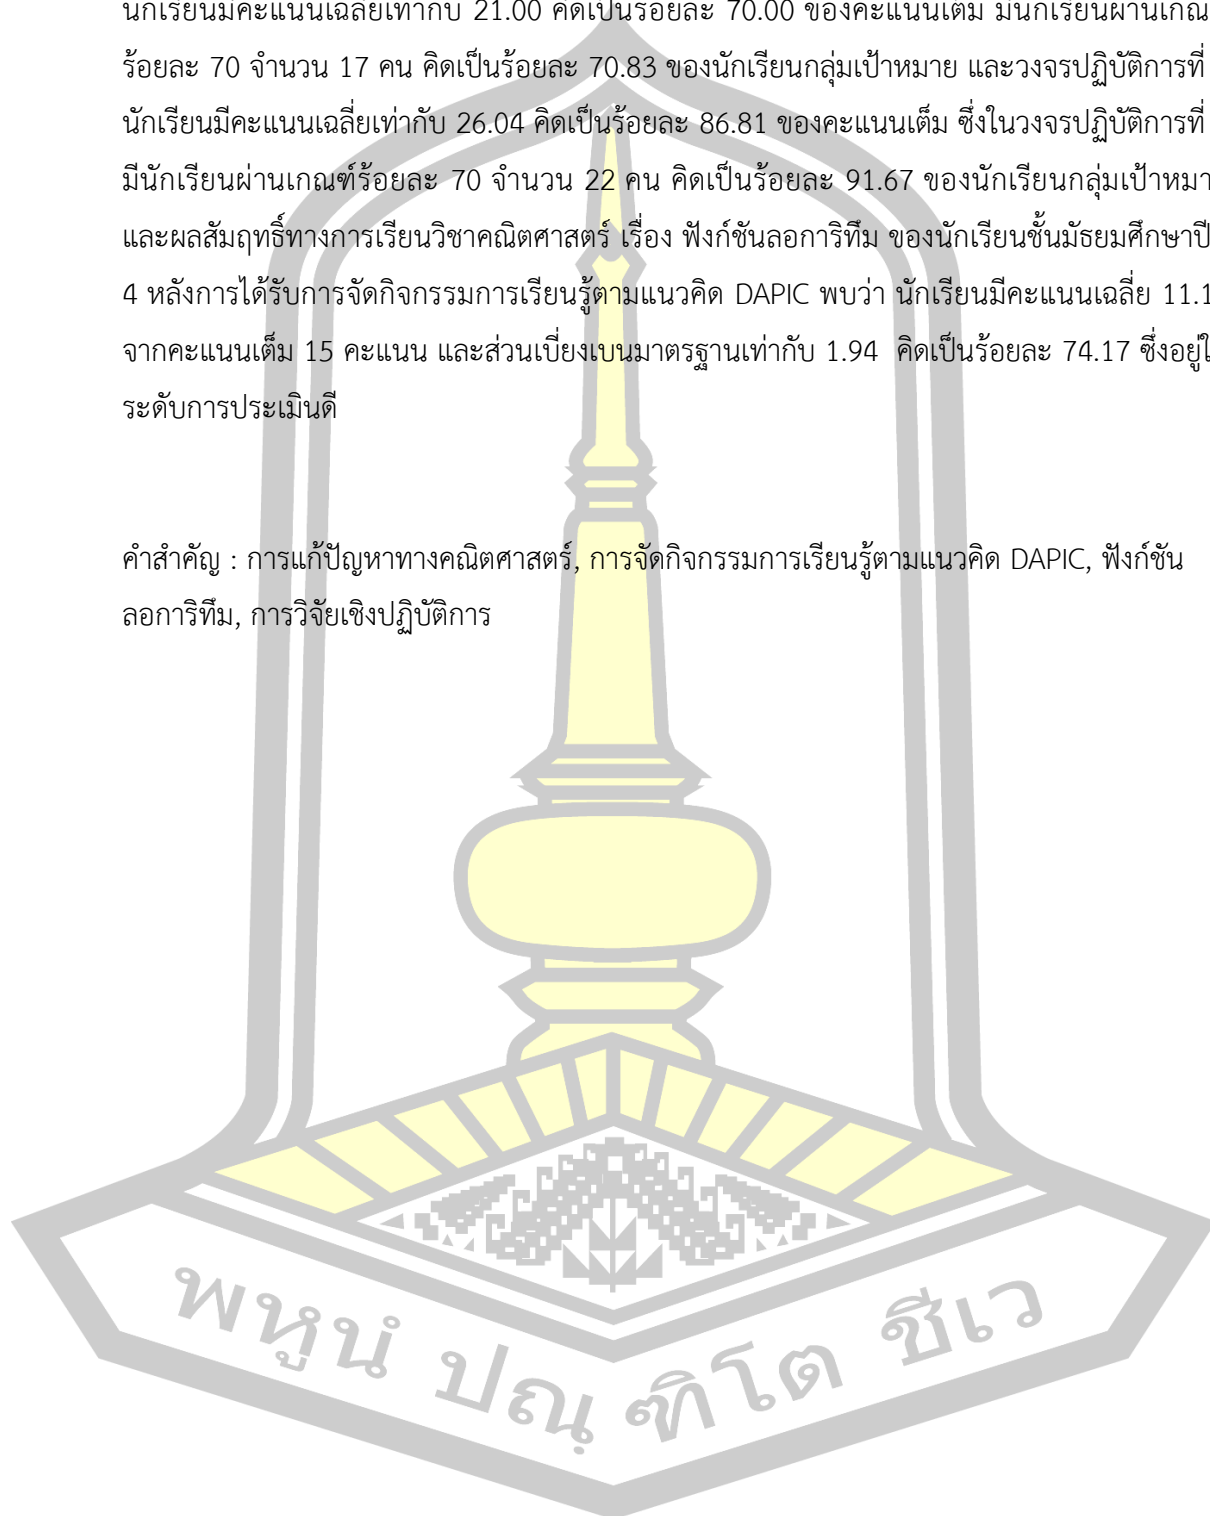 นักเรียนมีคะแนนเฉลี่ยเท่ากับ 21.00 คิดเป็นร้อยละ 70.00 ของคะแนนเต็ม มีนักเรียนผ่านเกณ
ร้อยละ 70 จำนวน 17 คน คิดเป็นร้อยละ 70.83 ของนักเรียนกลุ่มเป้าหมาย และวงจรปฏิบัติการที่
นักเรียนมีคะแนนเฉลี่ยเท่ากับ 26.04 คิดเป็นร้อยละ 86.81 ของคะแนนเต็ม ซึ่งในวงจรปฏิบัติการที่
มีนักเรียนผ่านเกณฑ์ร้อยละ 70 จำนวน 22 คน คิดเป็นร้อยละ 91.67 ของนักเรียนกลุ่มเป้าหมา
และผลสัมฤทธิ์ทางการเรียนวิชาคณิตศาสตร์ เรื่อง ฟังก์ชันลอการิทึม ของนักเรียนชั้นมัธยมศึกษาปี
4 หลังการได้รับการจัดกิจกรรมการเรียนรู้ตามแนวคิด DAPIC พบว่า นักเรียนมีคะแนนเฉลี่ย 11.1
จากคะแนนเต็ม 15 คะแนน และส่วนเบี่ยงเบนมาตรฐานเท่ากับ 1.94 คิดเป็นร้อยละ 74.17 ซึ่งอยู่ใ
ระดับการประเมินดี
คำสำคัญ : การแก้ปัญหาทางคณิตศาสตร์, การจัดกิจกรรมการเรียนรู้ตามแนวคิด DAPIC, ฟังก์ชัน
ลอการิทึม, การวิจัยเชิงปฏิบัติการ
พหูนํ ปณฺฑิโต ชีเว